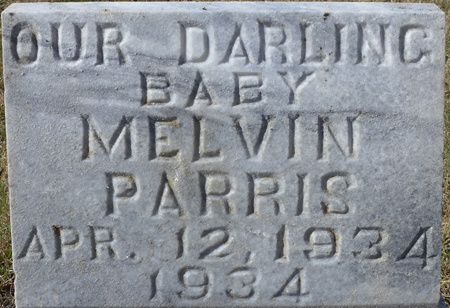 OUR DARLING
BABY
MELVIN
PARRIS
APR. 12, 1934
1934